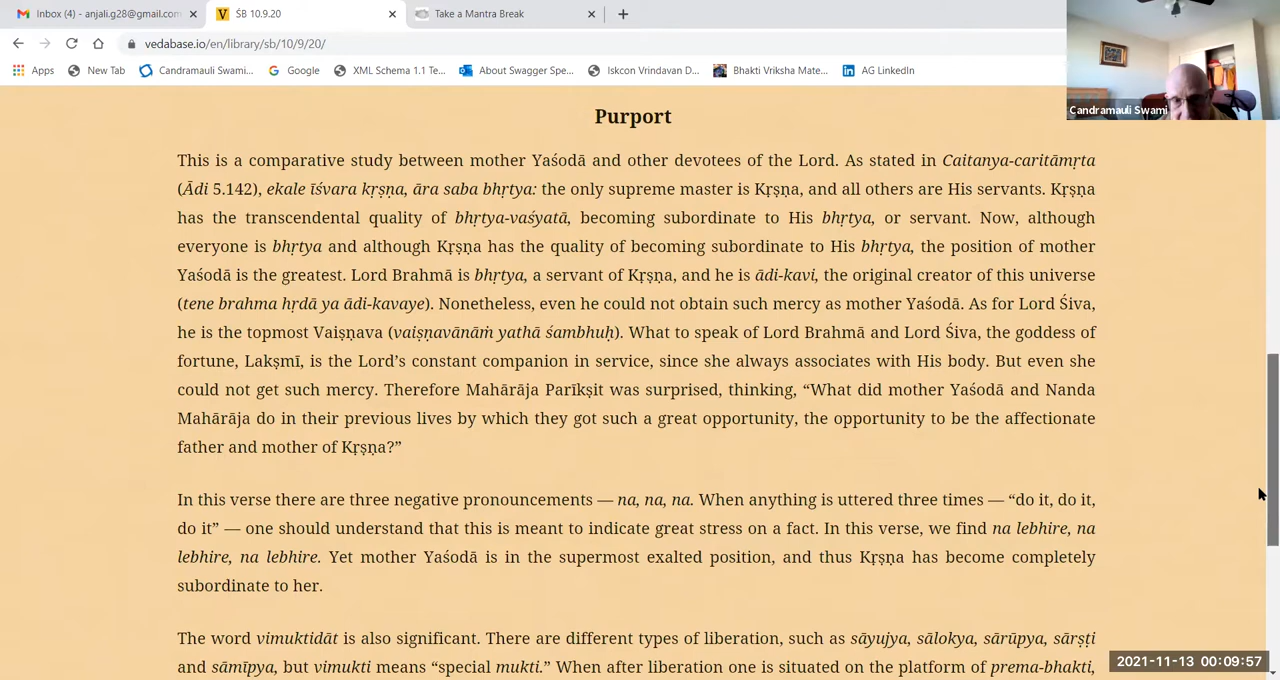 Inbox (4) - anjali.g28@gmail.com
ŚB 10.9.20
Take a Mantra Break
vedabase.io/en/library/sb/10/9/20/
Apps
New Tab
Candramauli Swami...
Google
XML Schema 1.1 Te...
About Swagger Spe...
Iskcon Vrindavan D...
Bhakti Vriksha Mate...
AG LinkedIn
Candramauli Swami
Purport
This is a comparative study between mother Yaśodā and other devotees of the Lord. As stated in Caitanya-caritāmṛta
(Ādi 5.142), ekale īśvara kṛṣṇa, āra saba bhṛtya: the only supreme master is Kṛṣṇa, and all others are His servants. Kṛṣṇa
has the transcendental quality of bhṛtya-vaśyatā, becoming subordinate to His bhṛtya, or servant. Now, although
everyone is bhṛtya and although Kṛṣṇa has the quality of becoming subordinate to His bhṛtya, the position of mother
Yaśodā is the greatest. Lord Brahmā is bhṛtya, a servant of Kṛṣṇa, and he is ādi-kavi, the original creator of this universe
(tene brahma hṛdā ya ādi-kavaye). Nonetheless, even he could not obtain such mercy as mother Yaśodā. As for Lord Śiva,
he is the topmost Vaiṣṇava (vaiṣṇavānāṁ yathā śambhuḥ). What to speak of Lord Brahmā and Lord Śiva, the goddess of
fortune, Lakṣmī, is the Lord’s constant companion in service, since she always associates with His body. But even she
could not get such mercy. Therefore Mahārāja Parīkṣit was surprised, thinking, “What did mother Yaśodā and Nanda
Mahārāja do in their previous lives by which they got such a great opportunity, the opportunity to be the affectionate
father and mother of Kṛṣṇa?”
In this verse there are three negative pronouncements — na, na, na. When anything is uttered three times — “do it, do it,
do it” — one should understand that this is meant to indicate great stress on a fact. In this verse, we find na lebhire, na
lebhire, na lebhire. Yet mother Yaśodā is in the supermost exalted position, and thus Kṛṣṇa has become completely
subordinate to her.
The word vimuktidāt is also significant. There are different types of liberation, such as sāyujya, sālokya, sārūpya, sārṣṭi
and sāmīpya, but vimukti means “special mukti.” When after liberation one is situated on the platform of prema-bhakti,
2021-11-13 00:09:57